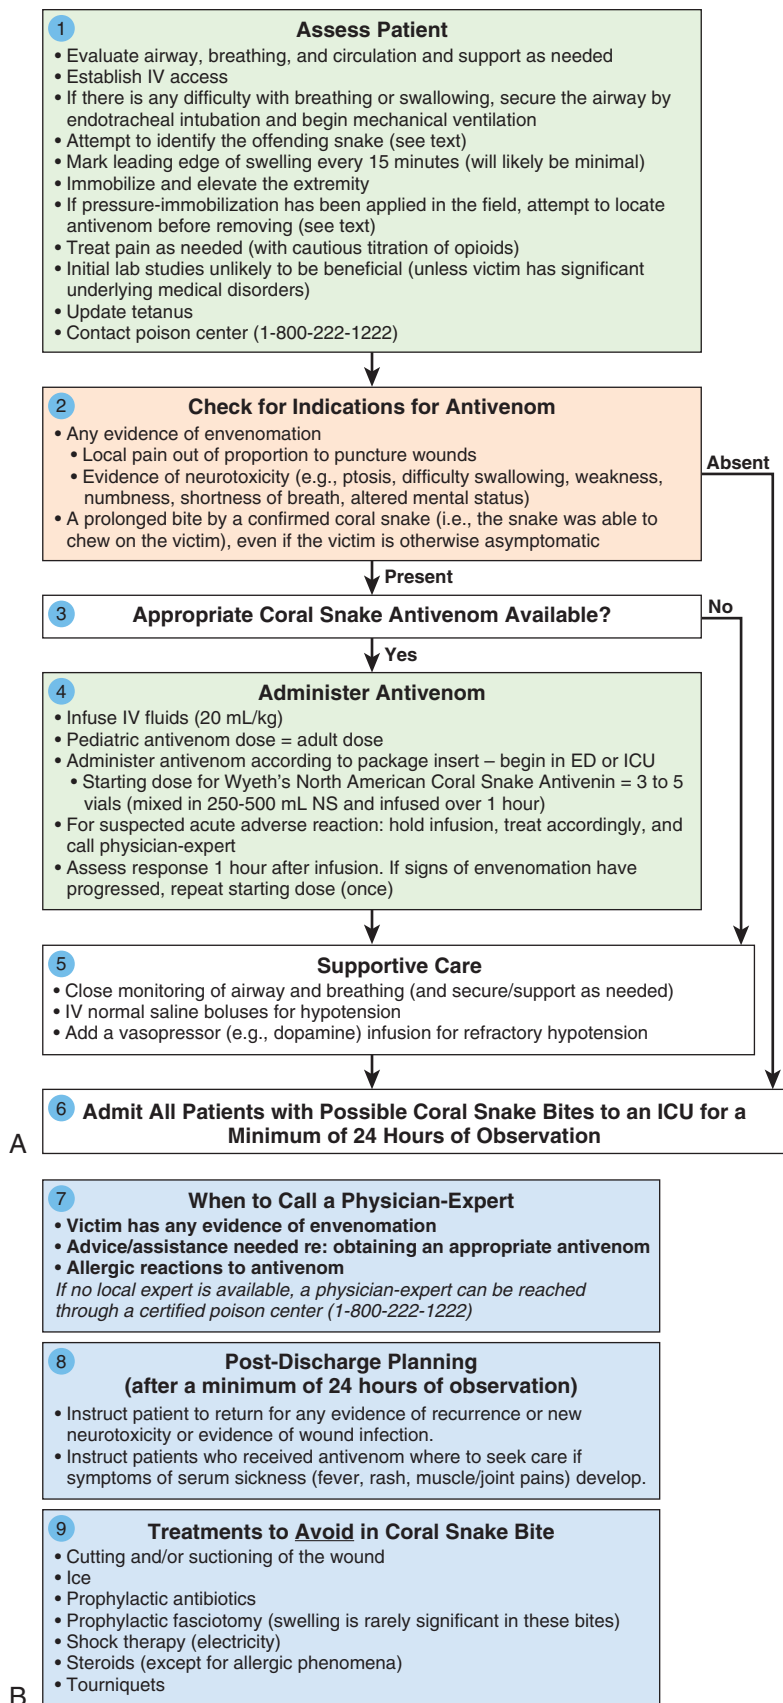 1 Assess Patient
• Evaluate airway, breathing, and circulation and support as needed
• Establish IV access
• If there is any difficulty with breathing or swallowing, secure the airway by
endotracheal intubation and begin mechanical ventilation
• Attempt to identify the offending snake (see text)
• Mark leading edge of swelling every 15 minutes (will likely be minimal)
• Immobilize and elevate the extremity
• If pressure-immobilization has been applied in the field, attempt to locate
antivenom before removing (see text)
• Treat pain as needed (with cautious titration of opioids)
• Initial lab studies unlikely to be beneficial (unless victim has significant
underlying medical disorders)
• Update tetanus
• Contact poison center (1-800-222-1222)
2 Check for Indications for Antivenom
• Any evidence of envenomation
• Local pain out of proportion to puncture wounds
• Evidence of neurotoxicity (e.g., ptosis, difficulty swallowing, weakness,
numbness, shortness of breath, altered mental status)
• A prolonged bite by a confirmed coral snake (i.e., the snake was able to
chew on the victim), even if the victim is otherwise asymptomatic
Absent
Present
3 Appropriate Coral Snake Antivenom Available?
No
Yes
4 Administer Antivenom
• Infuse IV fluids (20 mL/kg)
• Pediatric antivenom dose = adult dose
• Administer antivenom according to package insert – begin in ED or ICU
• Starting dose for Wyeth's North American Coral Snake Antivenin = 3 to 5
vials (mixed in 250-500 mL NS and infused over 1 hour)
• For suspected acute adverse reaction: hold infusion, treat accordingly, and
call physician-expert
• Assess response 1 hour after infusion. If signs of envenomation have
progressed, repeat starting dose (once)
5 Supportive Care
• Close monitoring of airway and breathing (and secure/support as needed)
• IV normal saline boluses for hypotension
• Add a vasopressor (e.g., dopamine) infusion for refractory hypotension
6 Admit All Patients with Possible Coral Snake Bites to an ICU for a
Minimum of 24 Hours of Observation
A
7 When to Call a Physician-Expert
• Victim has any evidence of envenomation
• Advice/assistance needed re: obtaining an appropriate antivenom
• Allergic reactions to antivenom
If no local expert is available, a physician-expert can be reached
through a certified poison center (1-800-222-1222)
8 Post-Discharge Planning
(after a minimum of 24 hours of observation)
• Instruct patient to return for any evidence of recurrence or new
neurotoxicity or evidence of wound infection.
• Instruct patients who received antivenom where to seek care if
symptoms of serum sickness (fever, rash, muscle/joint pains) develop.
9 Treatments to Avoid in Coral Snake Bite
• Cutting and/or suctioning of the wound
• Ice
• Prophylactic antibiotics
• Prophylactic fasciotomy (swelling is rarely significant in these bites)
• Shock therapy (electricity)
• Steroids (except for allergic phenomena)
• Tourniquets
B